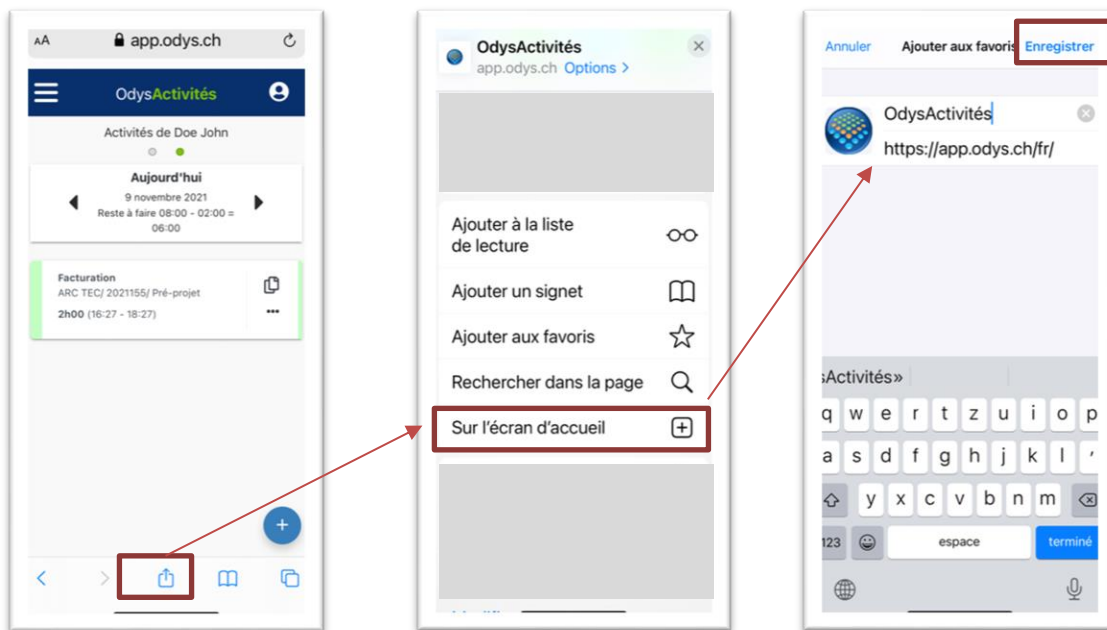 AA app.odys.ch
OdysActivités
Activités de Doe John
Aujourd'hui
9 novembre 2021
Reste à faire 08:00 - 02:00 =
06:00
Facturation
ARC TEC/ 2021155/ Pré-projet
2h00 (16:27 - 18:27)
OdysActivités
app.odys.ch Options >
Ajouter à la liste
de lecture
Ajouter un signet
Ajouter aux favoris
Rechercher dans la page
Sur l'écran d'accueil
Annuler Ajouter aux favoris Enregistrer
OdysActivités
https://app.odys.ch/fr/
sActivités»
q w e r t z u i o p
a s d f g h j k l ´
y x c v b n m
123 espace terminé